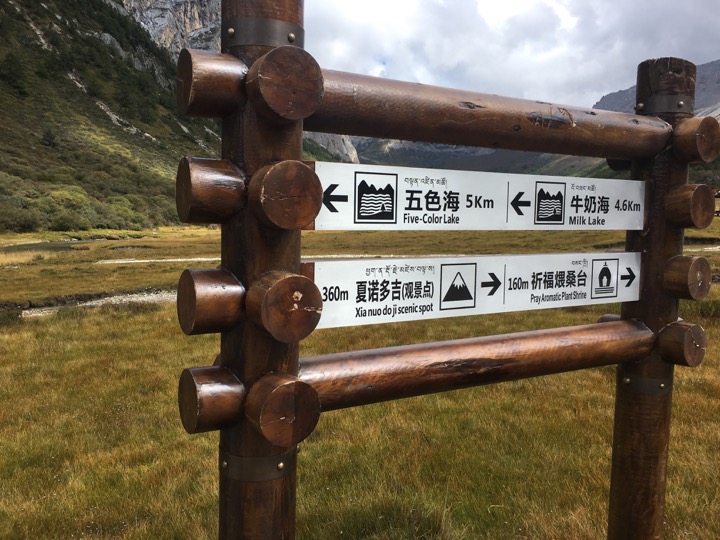 五色海 5Km
Five-Color Lake
牛奶海 4.6Km
Milk Lake
360m 夏诺多吉(观景点)
Xia nuo do ji scenic spot
160m 祈福煨桑台
Pray Aromatic Plant Shrine